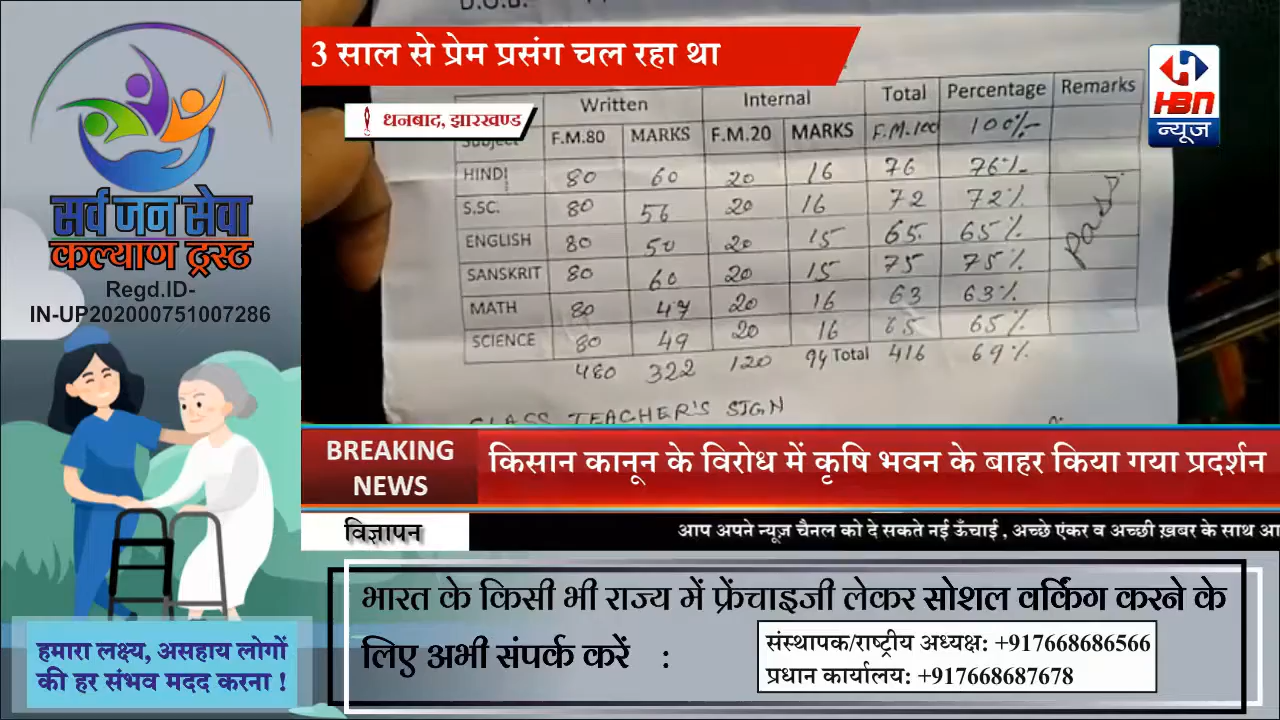 सर्व जन सेवा
कल्याण ट्रस्ट
Regd.ID-
IN-UP202000751007286
हमारा लक्ष्य, असहाय लोगों
की हर संभव मदद करना !
D.O.B.
3 साल से प्रेम प्रसंग चल रहा था
धनबाद, झारखण्ड
HBN
न्यूज
Written Internal Total Percentage Remarks
Subject F.M.80 MARKS F.M.20 MARKS F.M.100 100%
HINDI 80 60 20 16 76 76%
S.SC. 80 56 20 16 72 72%
ENGLISH 80 50 20 15 65 65%
SANSKRIT 80 60 20 15 75 75%
MATH 80 47 20 16 63 63%
SCIENCE 80 49 20 16 65 65%
480 322 120 94 Total 416 69%
Pass
CLASS TEACHER'S SIGN
BREAKING
NEWS
किसान कानून के विरोध में कृषि भवन के बाहर किया गया प्रदर्शन
विज्ञापन
आप अपने न्यूज़ चैनल को दे सकते नई ऊँचाई , अच्छे एंकर व अच्छी ख़बर के साथ आ
भारत के किसी भी राज्य में फ्रेंचाइजी लेकर सोशल वर्किंग करने के
लिए अभी संपर्क करें :
संस्थापक/राष्ट्रीय अध्यक्ष: +917668686566
प्रधान कार्यालय: +917668687678